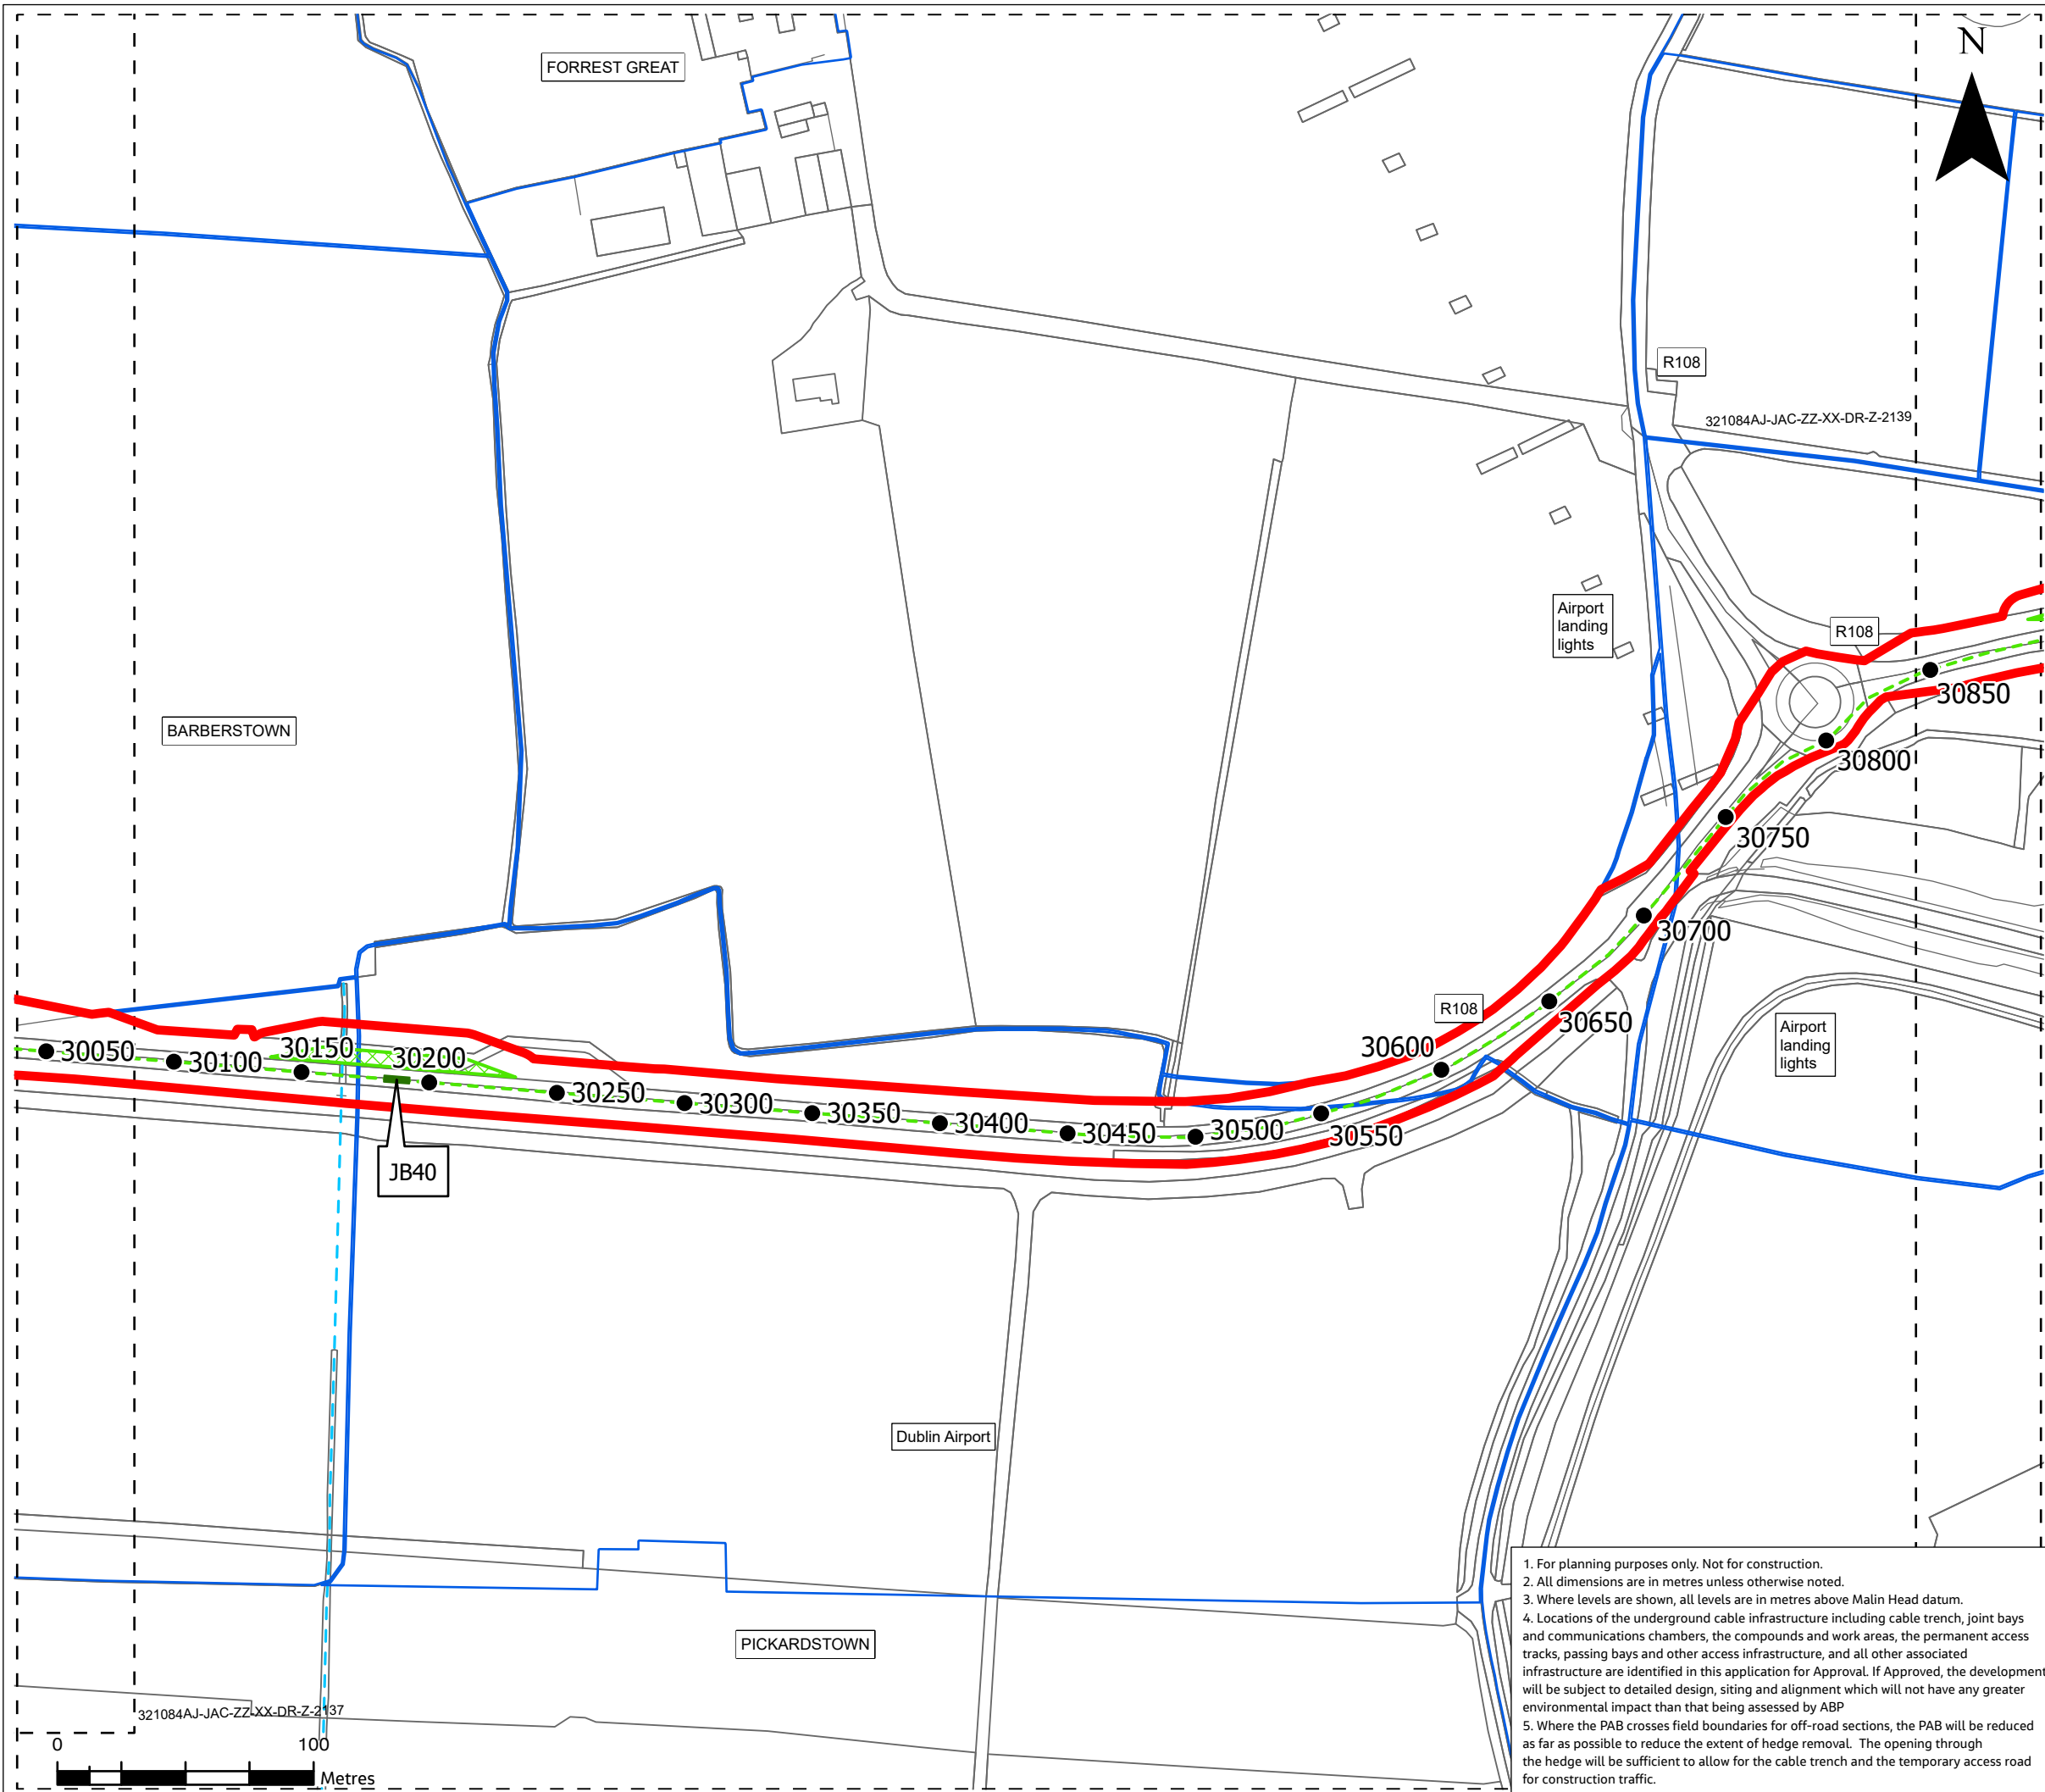 N
FORREST GREAT
R108
321084AJ-JAC-ZZ-XX-DR-Z-2139
Airport
landing
lights
R108
30850
BARBERSTOWN
30800
30750
30700
R108
30650
Airport
landing
lights
30600
30050
30100
30150
30200
30250
30300
30350
30400
30450
30500
30550
JB40
Dublin Airport
PICKARDSTOWN
321084AJ-JAC-ZZ-XX-DR-Z-2137
0 100
Metres
1. For planning purposes only. Not for construction.
2. All dimensions are in metres unless otherwise noted.
3. Where levels are shown, all levels are in metres above Malin Head datum.
4. Locations of the underground cable infrastructure including cable trench, joint bays
and communications chambers, the compounds and work areas, the permanent access
tracks, passing bays and other access infrastructure, and all other associated
infrastructure are identified in this application for Approval. If Approved, the development
will be subject to detailed design, siting and alignment which will not have any greater
environmental impact than that being assessed by ABP
5. Where the PAB crosses field boundaries for off-road sections, the PAB will be reduced
as far as possible to reduce the extent of hedge removal. The opening through
the hedge will be sufficient to allow for the cable trench and the temporary access road
for construction traffic.